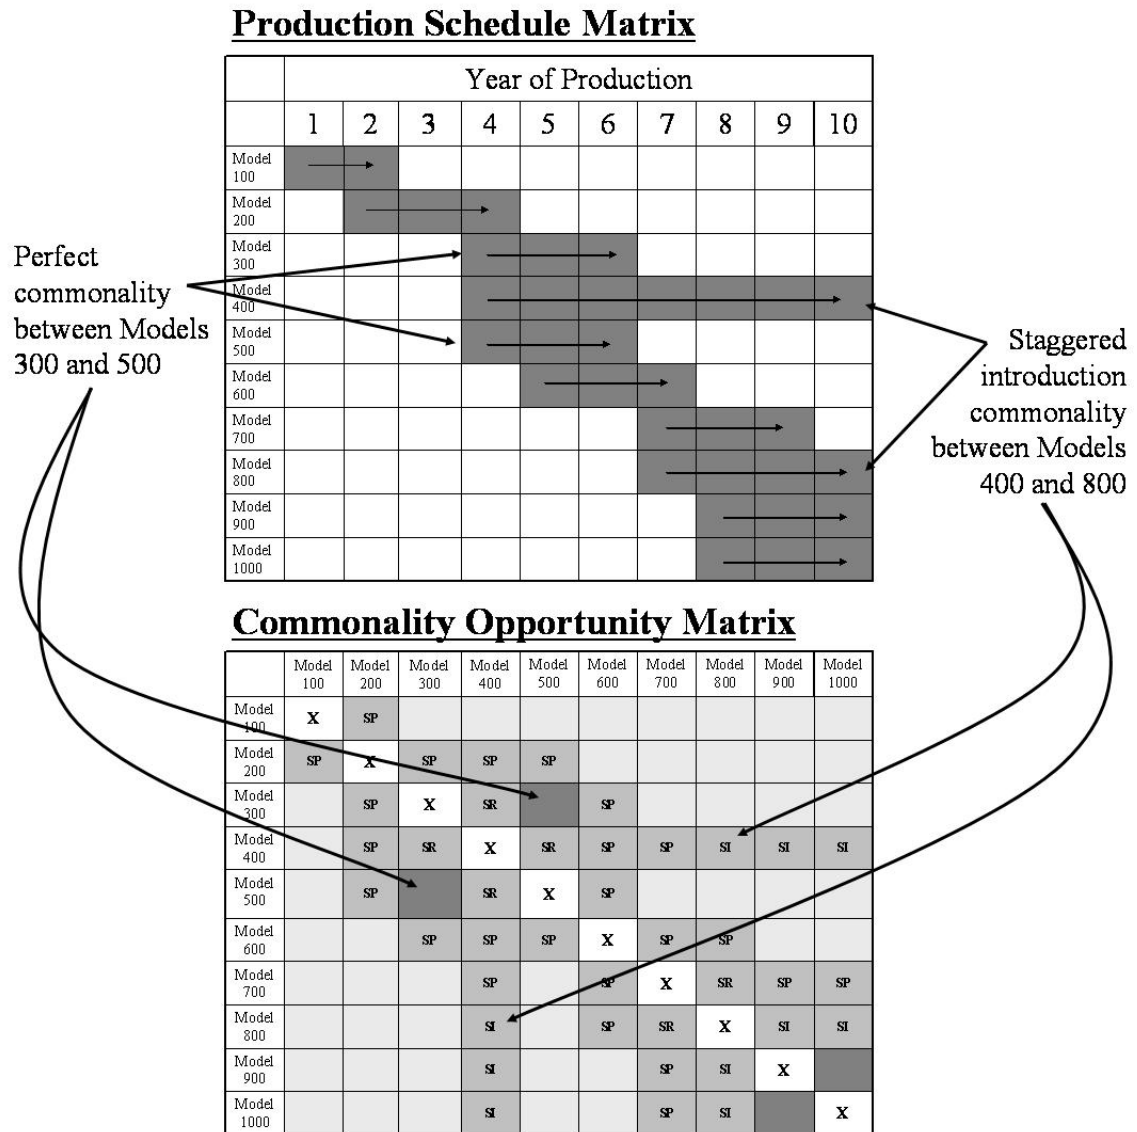 Production Schedule Matrix
Year of Production
1 2 3 4 5 6 7 8 9 10
Model
100
Model
200
Model
300
Model
400
Model
500
Model
600
Model
700
Model
800
Model
900
Model
1000
Perfect
commonality
between Models
300 and 500
Staggered
introduction
commonality
between Models
400 and 800
Commonality Opportunity Matrix
Model Model Model Model Model Model Model Model Model Model
100 200 300 400 500 600 700 800 900 1000
Model
100
X SP
Model
200
SP X SP SP SP
Model
300
SP X SR SP
Model
400
SP SR X SR SP SP SI SI SI
Model
500
SP SR X SP
Model
600
SP SP SP X SP SP
Model
700
SP SP X SR SP SP
Model
800
SI SP SR X SI SI
Model
900
SI SP SI X
Model
1000
SI SP SI X